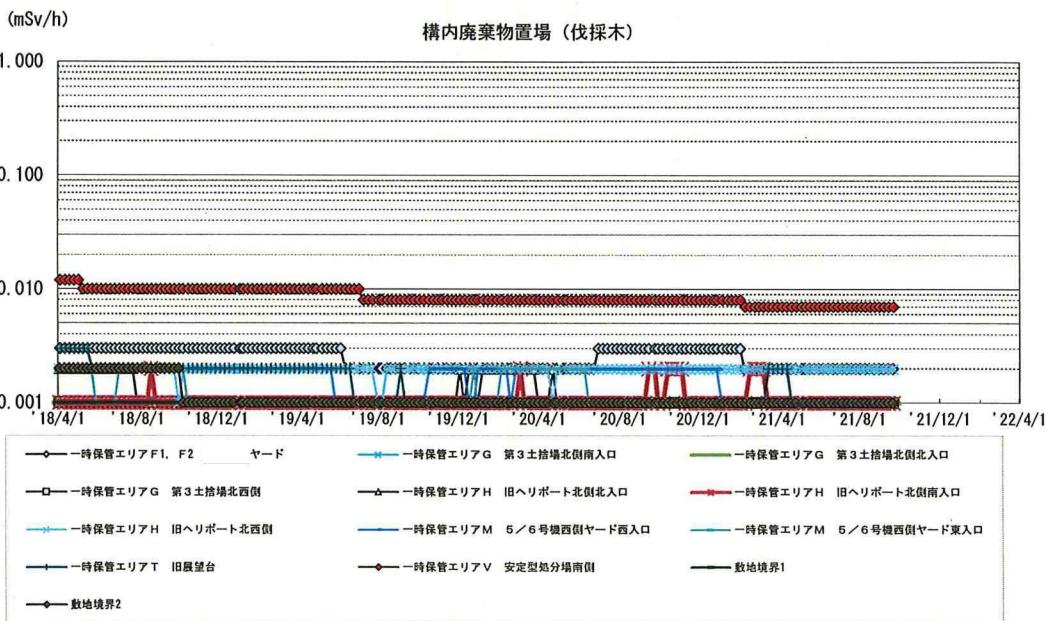 (mSv/h)
構内廃棄物置場（伐採木）
1.000
0.100
0.010
0.001
18/4/1 18/8/1 18/12/1 19/4/1 19/8/1 19/12/1 20/4/1 20/8/1 20/12/1 21/4/1 21/8/1 21/12/1 22/4/1
一時保管エリアF1，F2 ヤード 一時保管エリアG 第３土捨場北側南入口 一時保管エリアG 第３土捨場北側北入口
一時保管エリアG 第３土捨場北西側 一時保管エリアH 旧ヘリポート北側北入口 一時保管エリアH 旧ヘリポート北側南入口
一時保管エリアH 旧ヘリポート北西側 一時保管エリアM ５／６号機西側ヤード西入口 一時保管エリアM ５／６号機西側ヤード東入口
一時保管エリアT 旧展望台 一時保管エリアV 安定型処分場南側 敷地境界1
敷地境界2